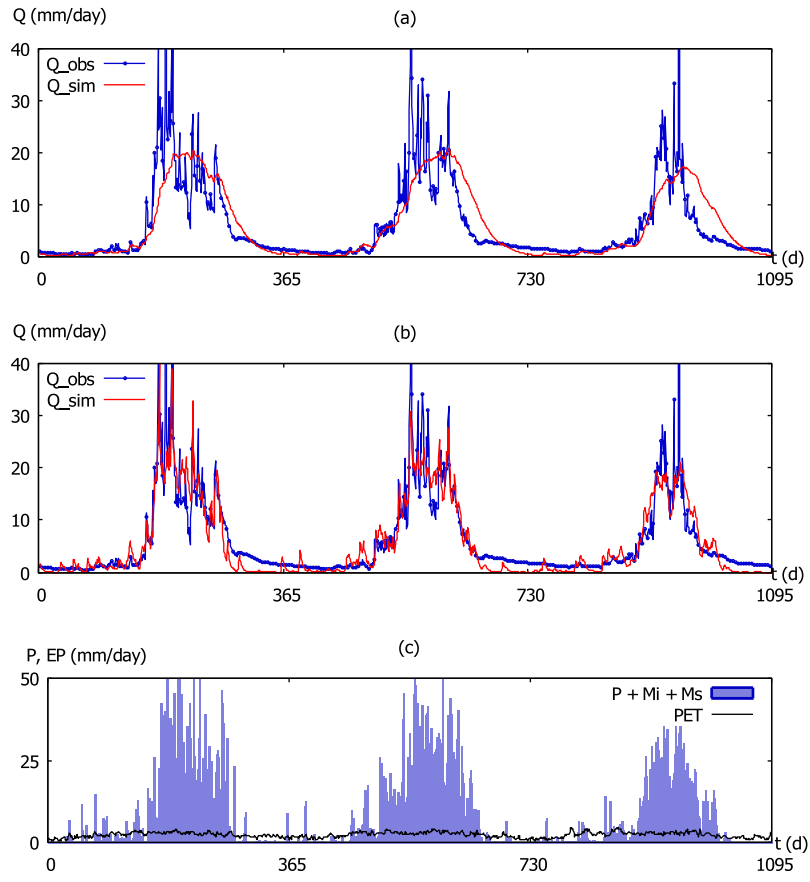 Q (mm/day)
(a)
40
30
20
10
0
Q_obs
Q_sim
0
365
730
1095
t (d)
Q (mm/day)
(b)
40
30
20
10
0
Q_obs
Q_sim
0
365
730
1095
t (d)
P, EP (mm/day)
(c)
50
25
0
P + Mi + Ms
PET
0
365
730
1095
t (d)